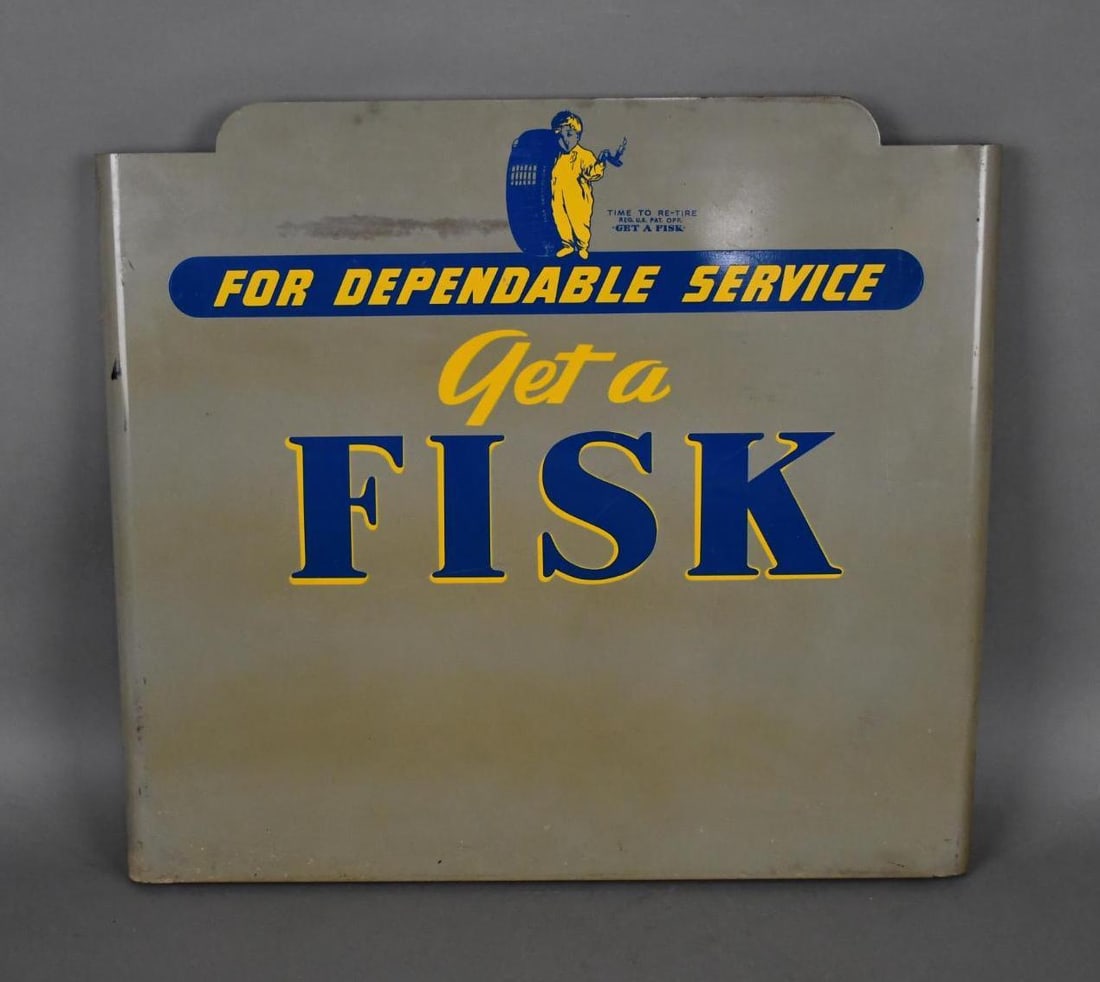 TIME TO RE-TIRE
REG. U.S. PAT. OFF.
·GET A FISK·
FOR DEPENDABLE SERVICE
Get a
FISK